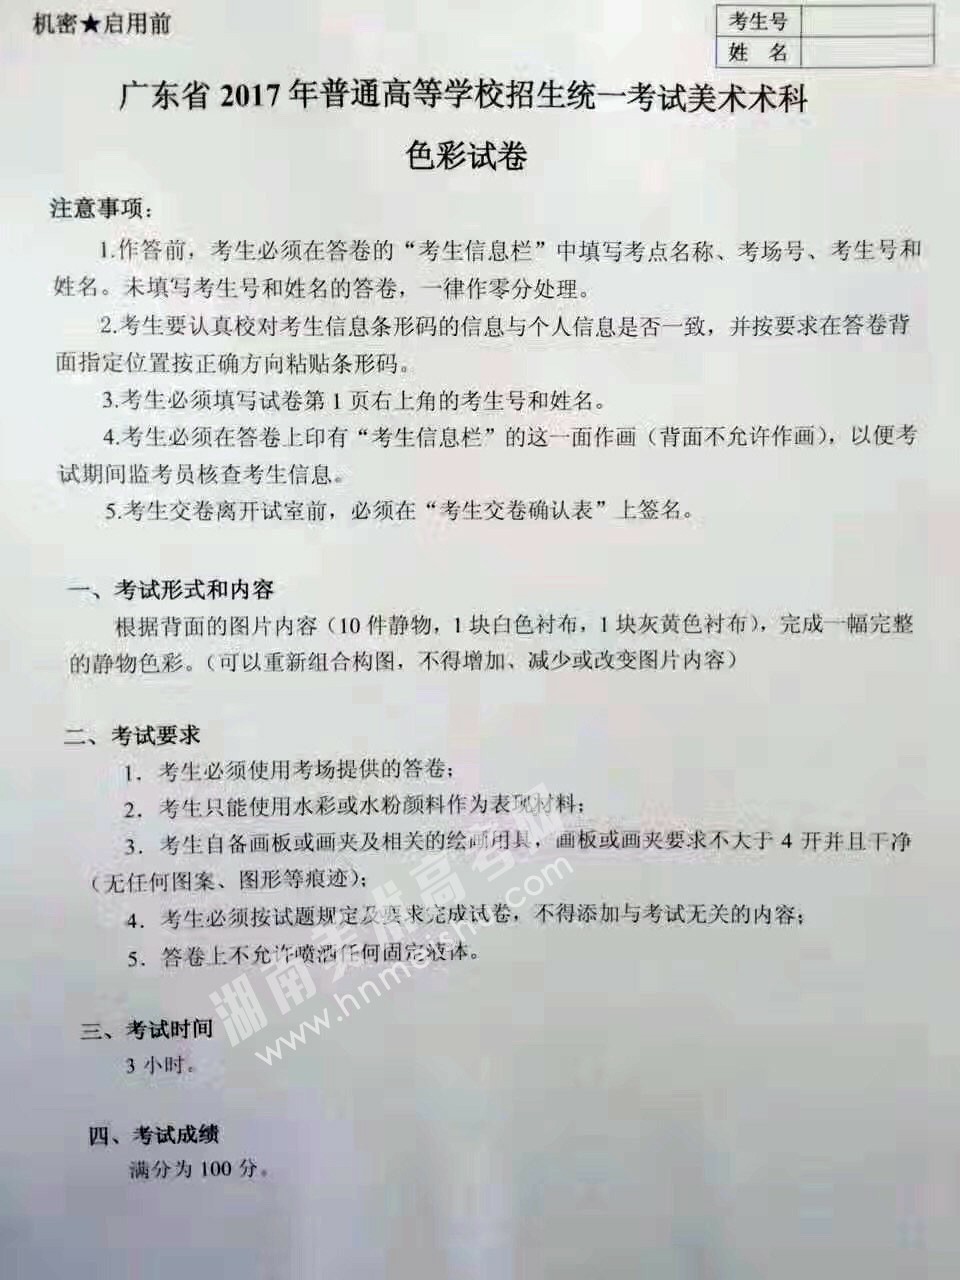 机密★启用前
考生号
姓 名
广东省 2017 年普通高等学校招生统一考试美术术科
色彩试卷
注意事项：
1.作答前，考生必须在答卷的“考生信息栏”中填写考点名称、考场号、考生号和
姓名。未填写考生号和姓名的答卷，一律作零分处理。
2.考生要认真校对考生信息条形码的信息与个人信息是否一致，并按要求在答卷背
面指定位置按正确方向粘贴条形码。
3.考生必须填写试卷第 1 页右上角的考生号和姓名。
4.考生必须在答卷上印有“考生信息栏”的这一面作画（背面不允许作画），以便考
试期间监考员核查考生信息。
5.考生交卷离开试室前，必须在“考生交卷确认表”上签名。
一、考试形式和内容
根据背面的图片内容（10 件静物，1 块白色衬布，1 块灰黄色衬布），完成一幅完整
的静物色彩。（可以重新组合构图，不得增加、减少或改变图片内容）
二、考试要求
1．考生必须使用考场提供的答卷；
2．考生只能使用水彩或水粉颜料作为表现材料；
3．考生自备画板或画夹及相关的绘画用具，画板或画夹要求不大于 4 开并且干净
（无任何图案、图形等痕迹）；
4．考生必须按试题规定及要求完成试卷，不得添加与考试无关的内容；
5．答卷上不允许喷洒任何固定液体。
湖南美术高考网
www.hnmeishu.com
三、考试时间
3 小时。
四、考试成绩
满分为 100 分。